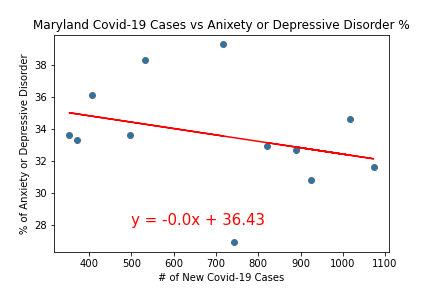 Maryland Covid-19 Cases vs Anixety or Depressive Disorder %
% of Anxiety or Depressive Disorder
38
36
34
32
30
28
y = -0.0x + 36.43
400 500 600 700 800 900 1000 1100
# of New Covid-19 Cases